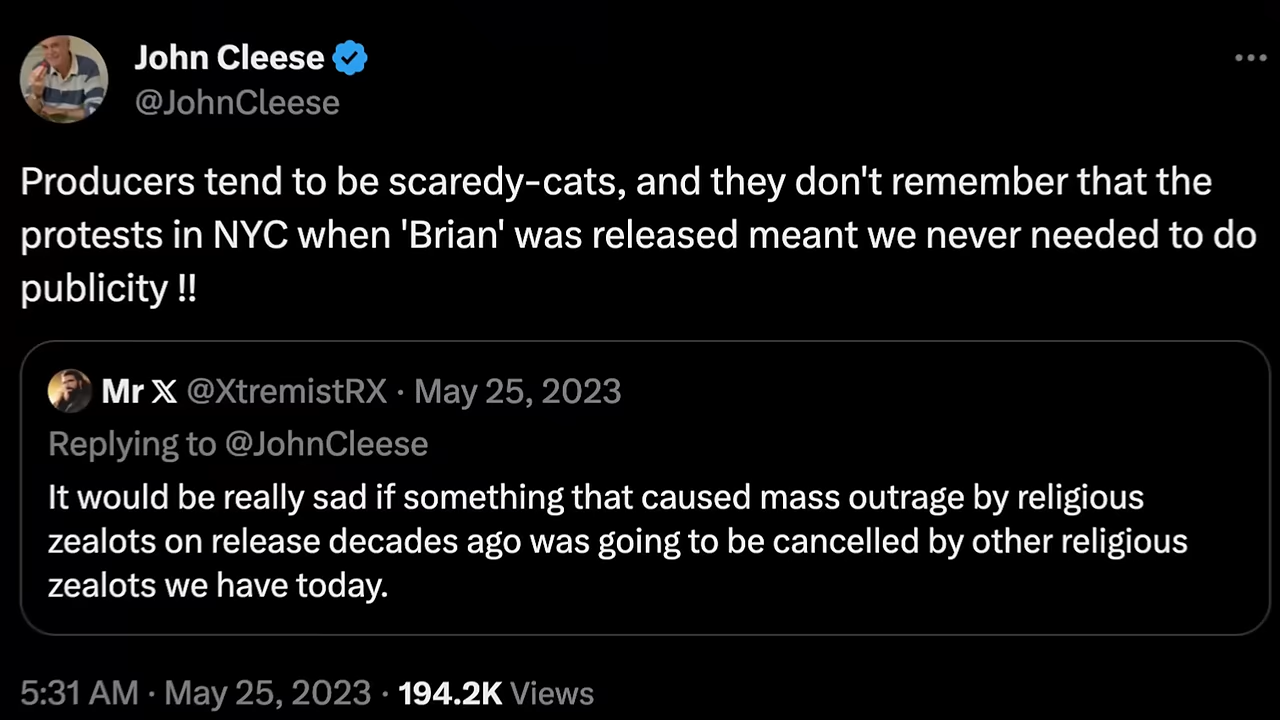 John Cleese
@JohnCleese
Producers tend to be scaredy-cats, and they don't remember that the
protests in NYC when 'Brian' was released meant we never needed to do
publicity !!
Mr 𝕏 @XtremistRX · May 25, 2023
Replying to @JohnCleese
It would be really sad if something that caused mass outrage by religious
zealots on release decades ago was going to be cancelled by other religious
zealots we have today.
5:31 AM · May 25, 2023 · 194.2K Views